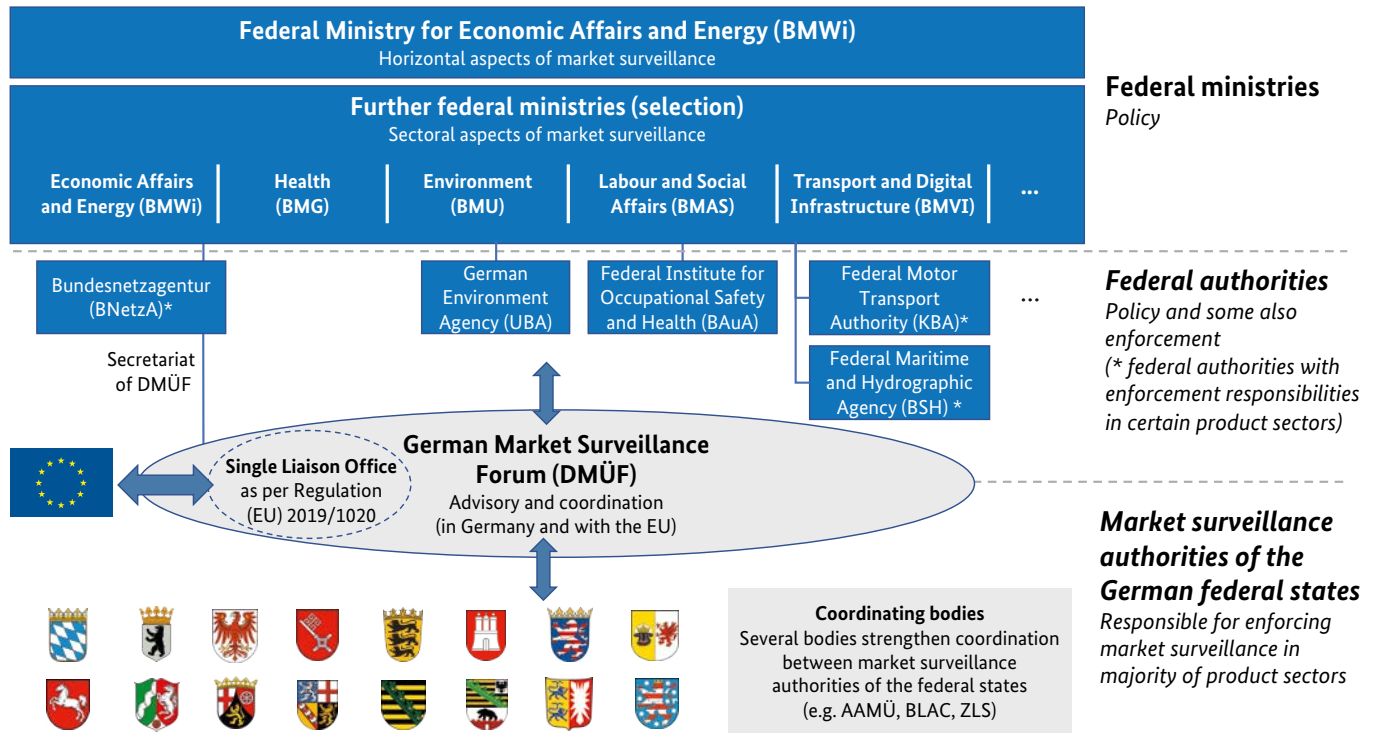 Federal Ministry for Economic Affairs and Energy (BMWi)
Horizontal aspects of market surveillance
Further federal ministries (selection)
Sectoral aspects of market surveillance
Economic Affairs
and Energy (BMWi)
Health
(BMG)
Environment
(BMU)
Labour and Social
Affairs (BMAS)
Transport and Digital
Infrastructure (BMVI)
...
Federal ministries
Policy
Bundesnetzagentur
(BNetzA)*
German
Environment
Agency (UBA)
Federal Institute for
Occupational Safety
and Health (BAuA)
Federal Motor
Transport
Authority (KBA)*
...
Federal Maritime
and Hydrographic
Agency (BSH) *
Federal authorities
Policy and some also
enforcement
(* federal authorities with
enforcement responsibilities
in certain product sectors)
Secretariat
of DMÜF
German Market Surveillance
Forum (DMÜF)
Advisory and coordination
(in Germany and with the EU)
Single Liaison Office
as per Regulation
(EU) 2019/1020
Market surveillance
authorities of the
German federal states
Responsible for enforcing
market surveillance in
majority of product sectors
Coordinating bodies
Several bodies strengthen coordination
between market surveillance
authorities of the federal states
(e.g. AAMÜ, BLAC, ZLS)